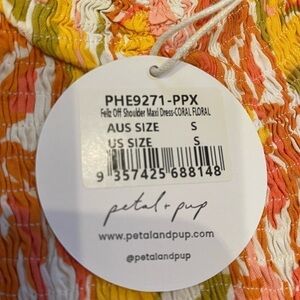 PHE9271-PPX
Feliz Off Shoulder Maxi Dress-CORAL FLORAL
AUS SIZE S
US SIZE S
9 357425 688148
petal + pup
www.petalandpup.com
@petalandpup